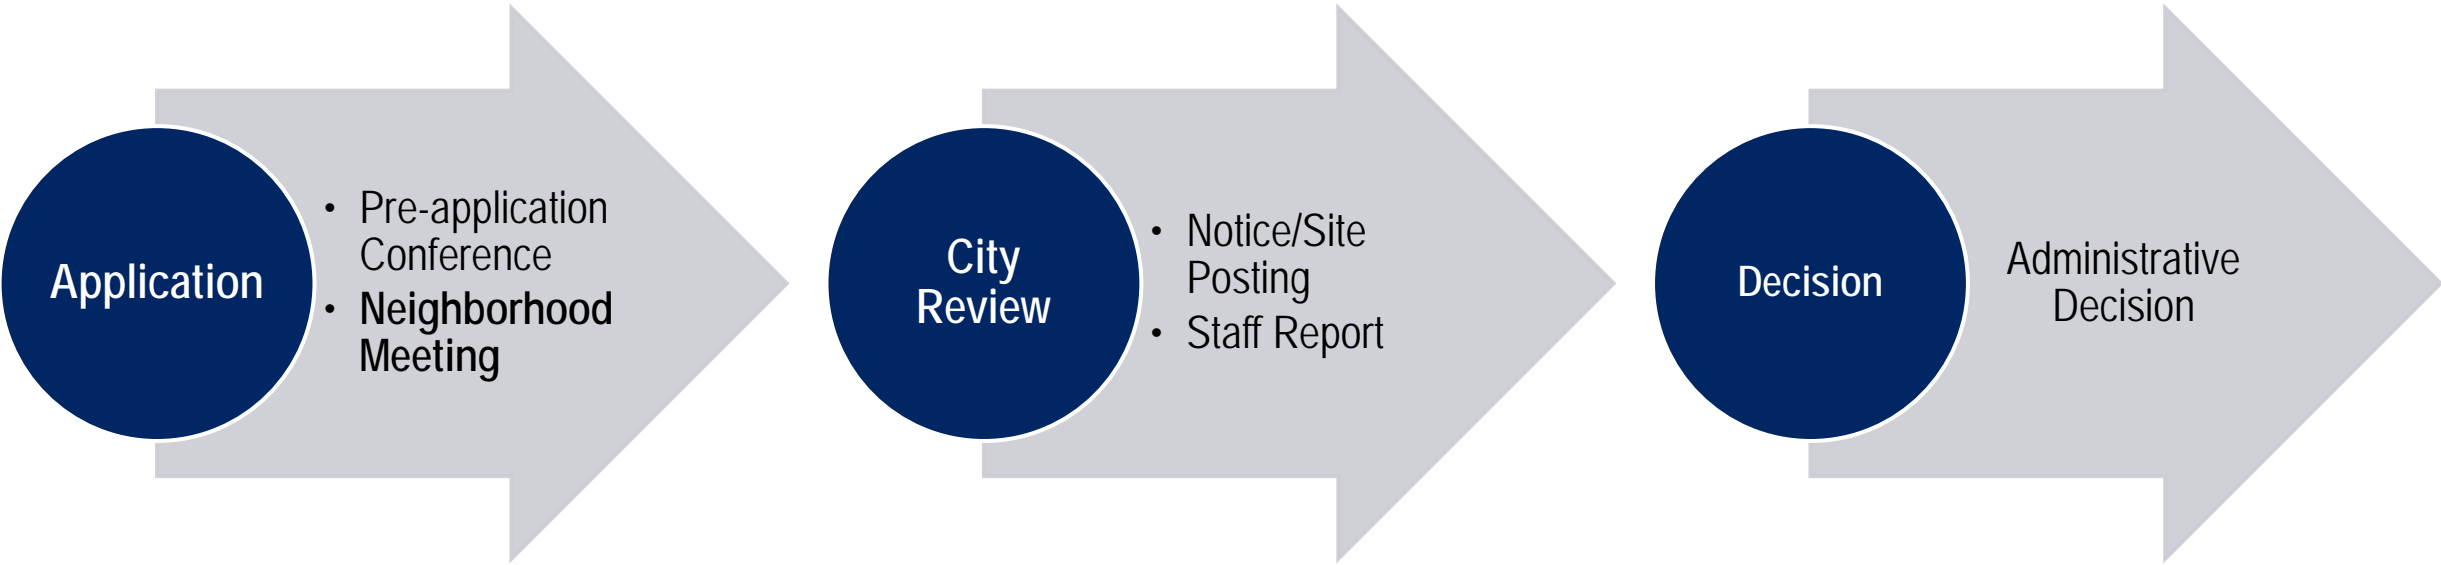 Application
• Pre-application
Conference
• Neighborhood
Meeting
City
Review
• Notice/Site
Posting
• Staff Report
Decision
Administrative
Decision